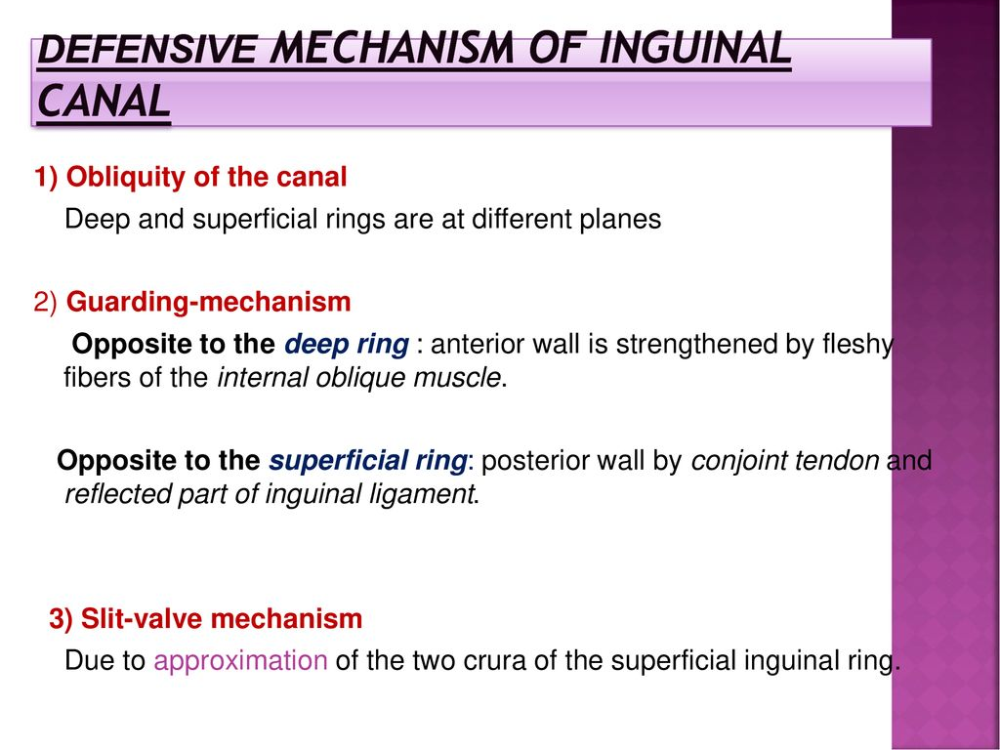 DEFENSIVE MECHANISM OF INGUINAL
CANAL
1) Obliquity of the canal
Deep and superficial rings are at different planes
2) Guarding-mechanism
Opposite to the deep ring : anterior wall is strengthened by fleshy
fibers of the internal oblique muscle.
Opposite to the superficial ring: posterior wall by conjoint tendon and
reflected part of inguinal ligament.
3) Slit-valve mechanism
Due to approximation of the two crura of the superficial inguinal ring.